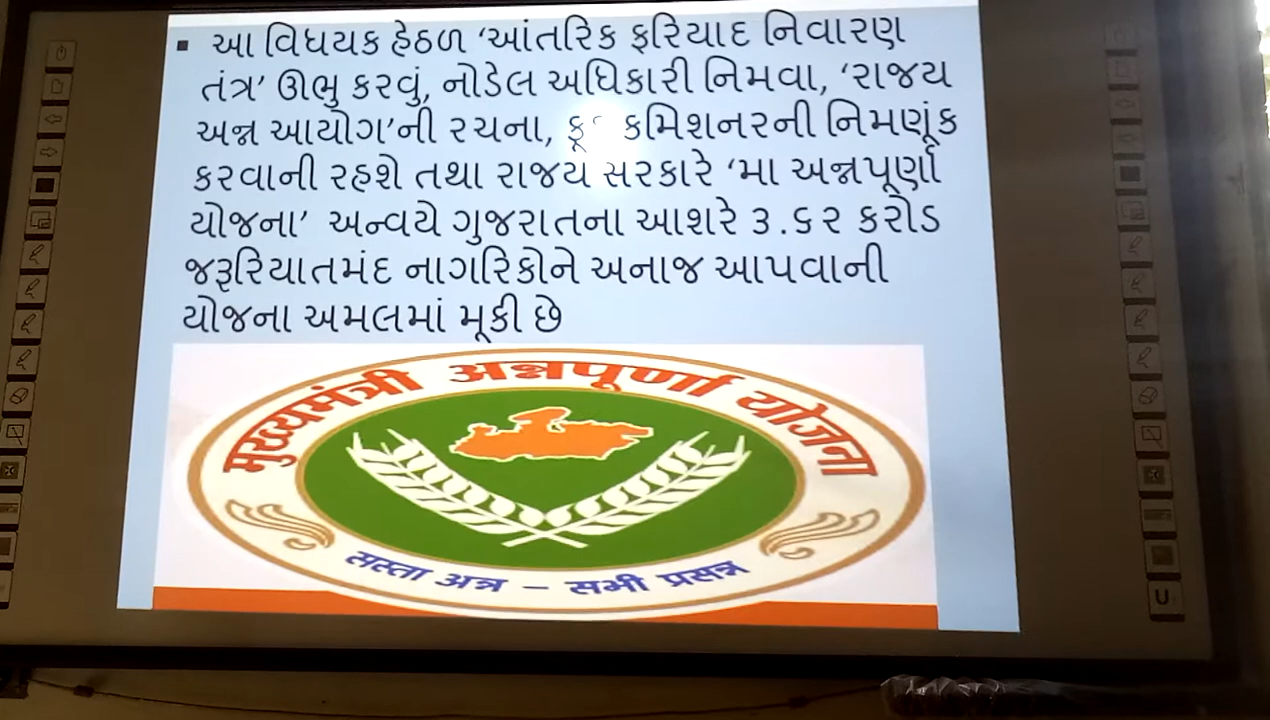 ▪ આ વિધયક હેઠળ ‘આંતરિક ફરિયાદ નિવારણ
તંત્ર’ ઊભુ કરવું, નોડેલ અધિકારી નિમવા, ‘રાજય
અન્ન આયોગ’ની રચના, કમિશનરની નિમણૂંક
કરવાની રહશે તથા રાજય સરકારે ‘મા અન્નપૂર્ણા
યોજના’ અન્વયે ગુજરાતના આશરે ૩.૬૨ કરોડ
જરૂરિયાતમંદ નાગરિકોને અનાજ આપવાની
યોજના અમલમાં મૂકી છે
मुख्यमंत्री अन्नपूर्णा योजना
सस्ता अन्न – सभी प्रसन्न